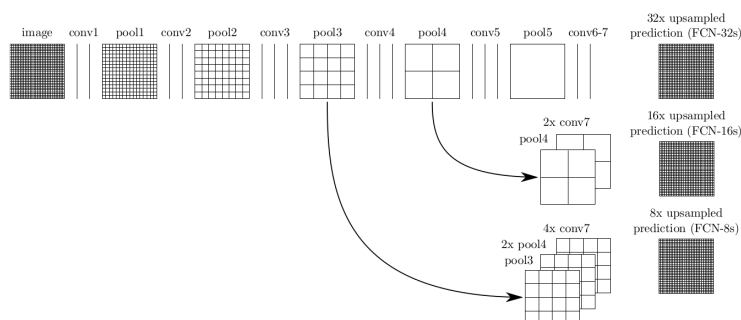 image conv1 pool1 conv2 pool2 conv3 pool3 conv4 pool4 conv5 pool5 conv6-7
32x upsampled
prediction (FCN-32s)
2x conv7
pool4
16x upsampled
prediction (FCN-16s)
4x conv7
2x pool4
pool3
8x upsampled
prediction (FCN-8s)